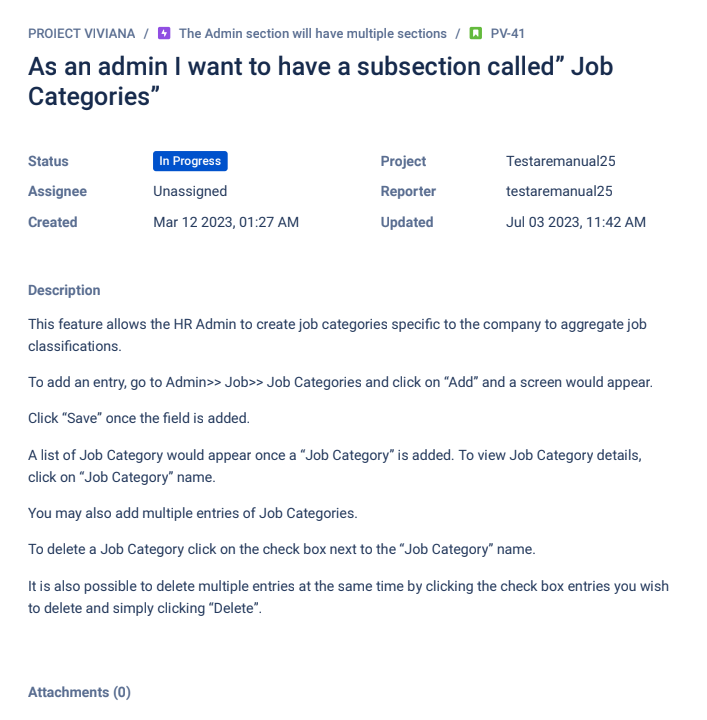 PROIECT VIVIANA / The Admin section will have multiple sections / PV-41
As an admin I want to have a subsection called” Job
Categories”
Status In Progress Project Testaremanual25
Assignee Unassigned Reporter testaremanual25
Created Mar 12 2023, 01:27 AM Updated Jul 03 2023, 11:42 AM
Description
This feature allows the HR Admin to create job categories specific to the company to aggregate job
classifications.
To add an entry, go to Admin>> Job>> Job Categories and click on “Add” and a screen would appear.
Click “Save” once the field is added.
A list of Job Category would appear once a “Job Category” is added. To view Job Category details,
click on “Job Category” name.
You may also add multiple entries of Job Categories.
To delete a Job Category click on the check box next to the “Job Category” name.
It is also possible to delete multiple entries at the same time by clicking the check box entries you wish
to delete and simply clicking “Delete”.
Attachments (0)